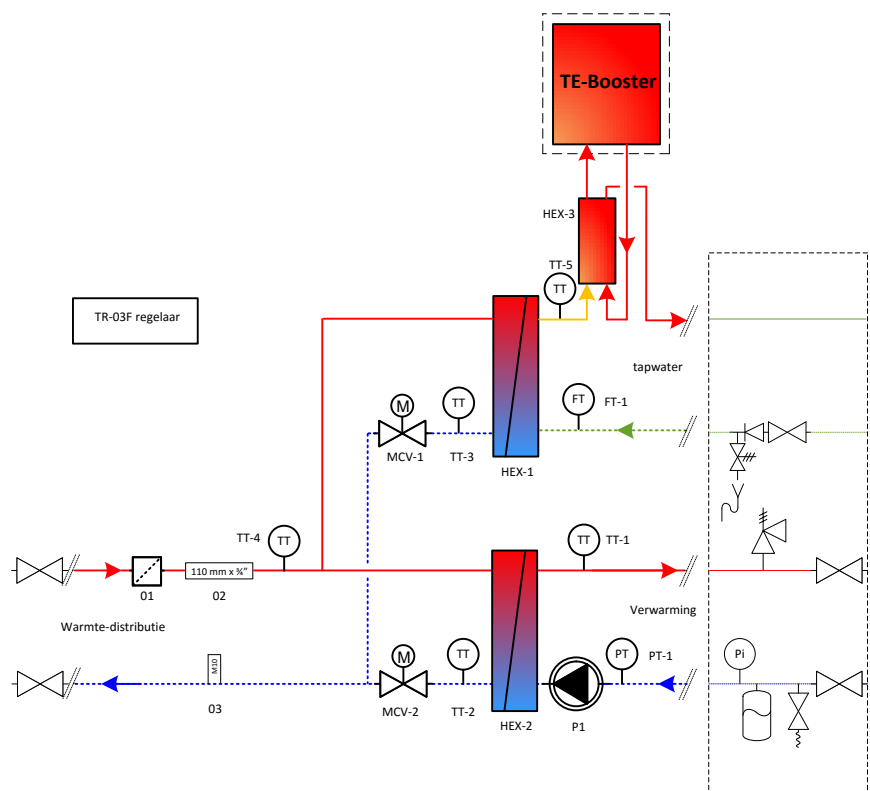 TE-Booster
HEX-3
TT-5
TT
TR-03F regelaar
tapwater
M
TT
FT
FT-1
MCV-1
TT-3
HEX-1
TT-4
TT
TT
TT-1
110 mm x ¾"
01
02
Warmte-distributie
Verwarming
M10
M
TT
PT
PT-1
Pi
03
MCV-2
TT-2
HEX-2
P1